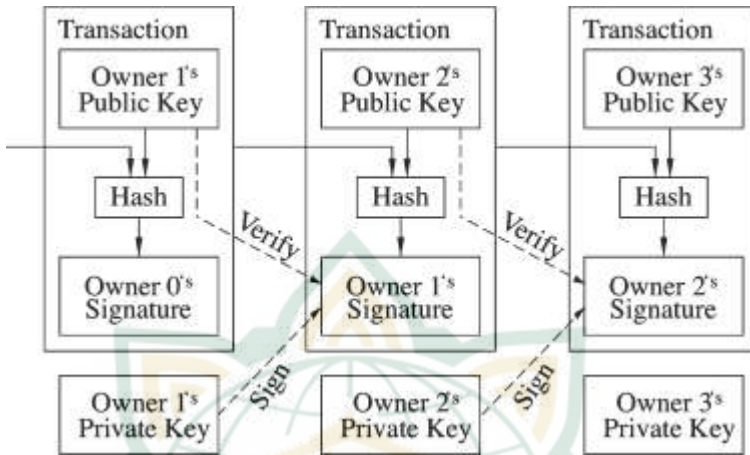 Transaction
Owner 1's
Public Key
Hash
Owner 0's
Signature
Verify
Sign
Owner 1's
Private Key
Transaction
Owner 2's
Public Key
Hash
Owner 1's
Signature
Verify
Sign
Owner 2's
Private Key
Transaction
Owner 3's
Public Key
Hash
Owner 2's
Signature
Owner 3's
Private Key